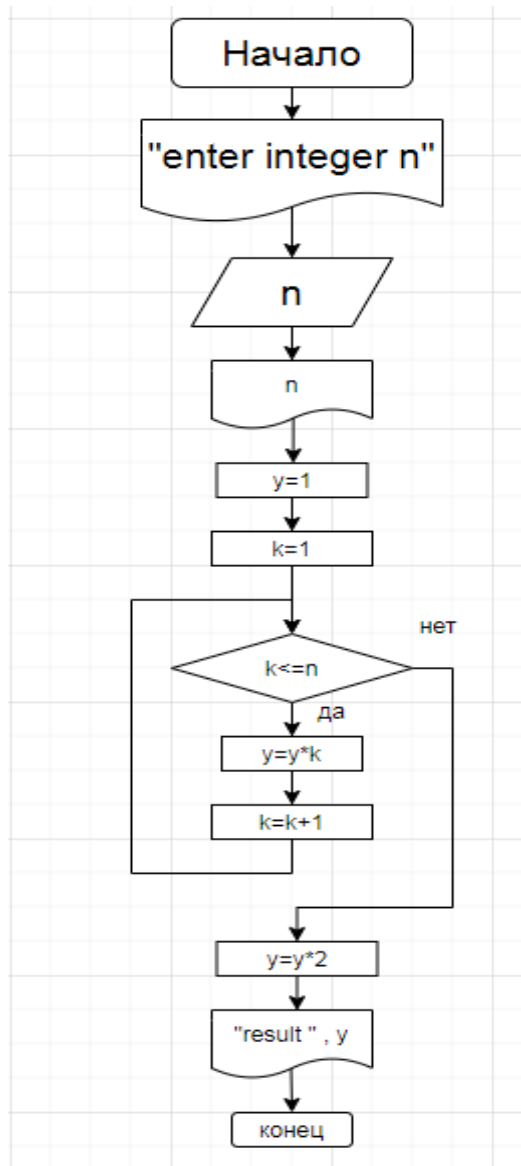 Начало
"enter integer n"
n
n
y=1
k=1
нет
k<=n
да
y=y*k
k=k+1
y=y*2
"result " , y
конец